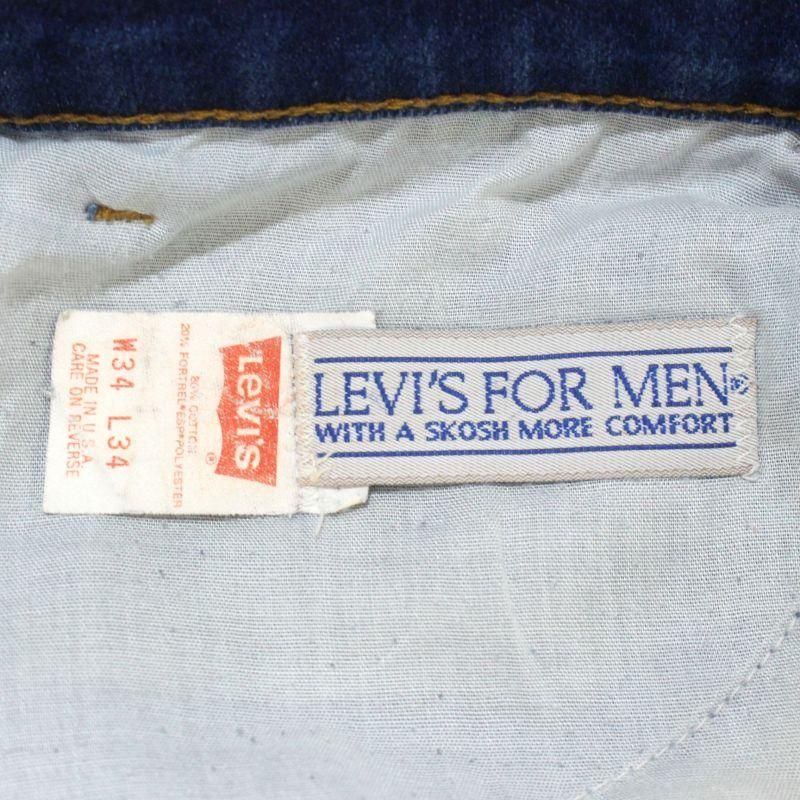 W34 L34
MADE IN U.S.A.
CARE ON REVERSE
80% COTTON
20% FORTREL® ESP® POLYESTER
LEVI'S
®
LEVI'S FOR MEN®
WITH A SKOSH MORE COMFORT